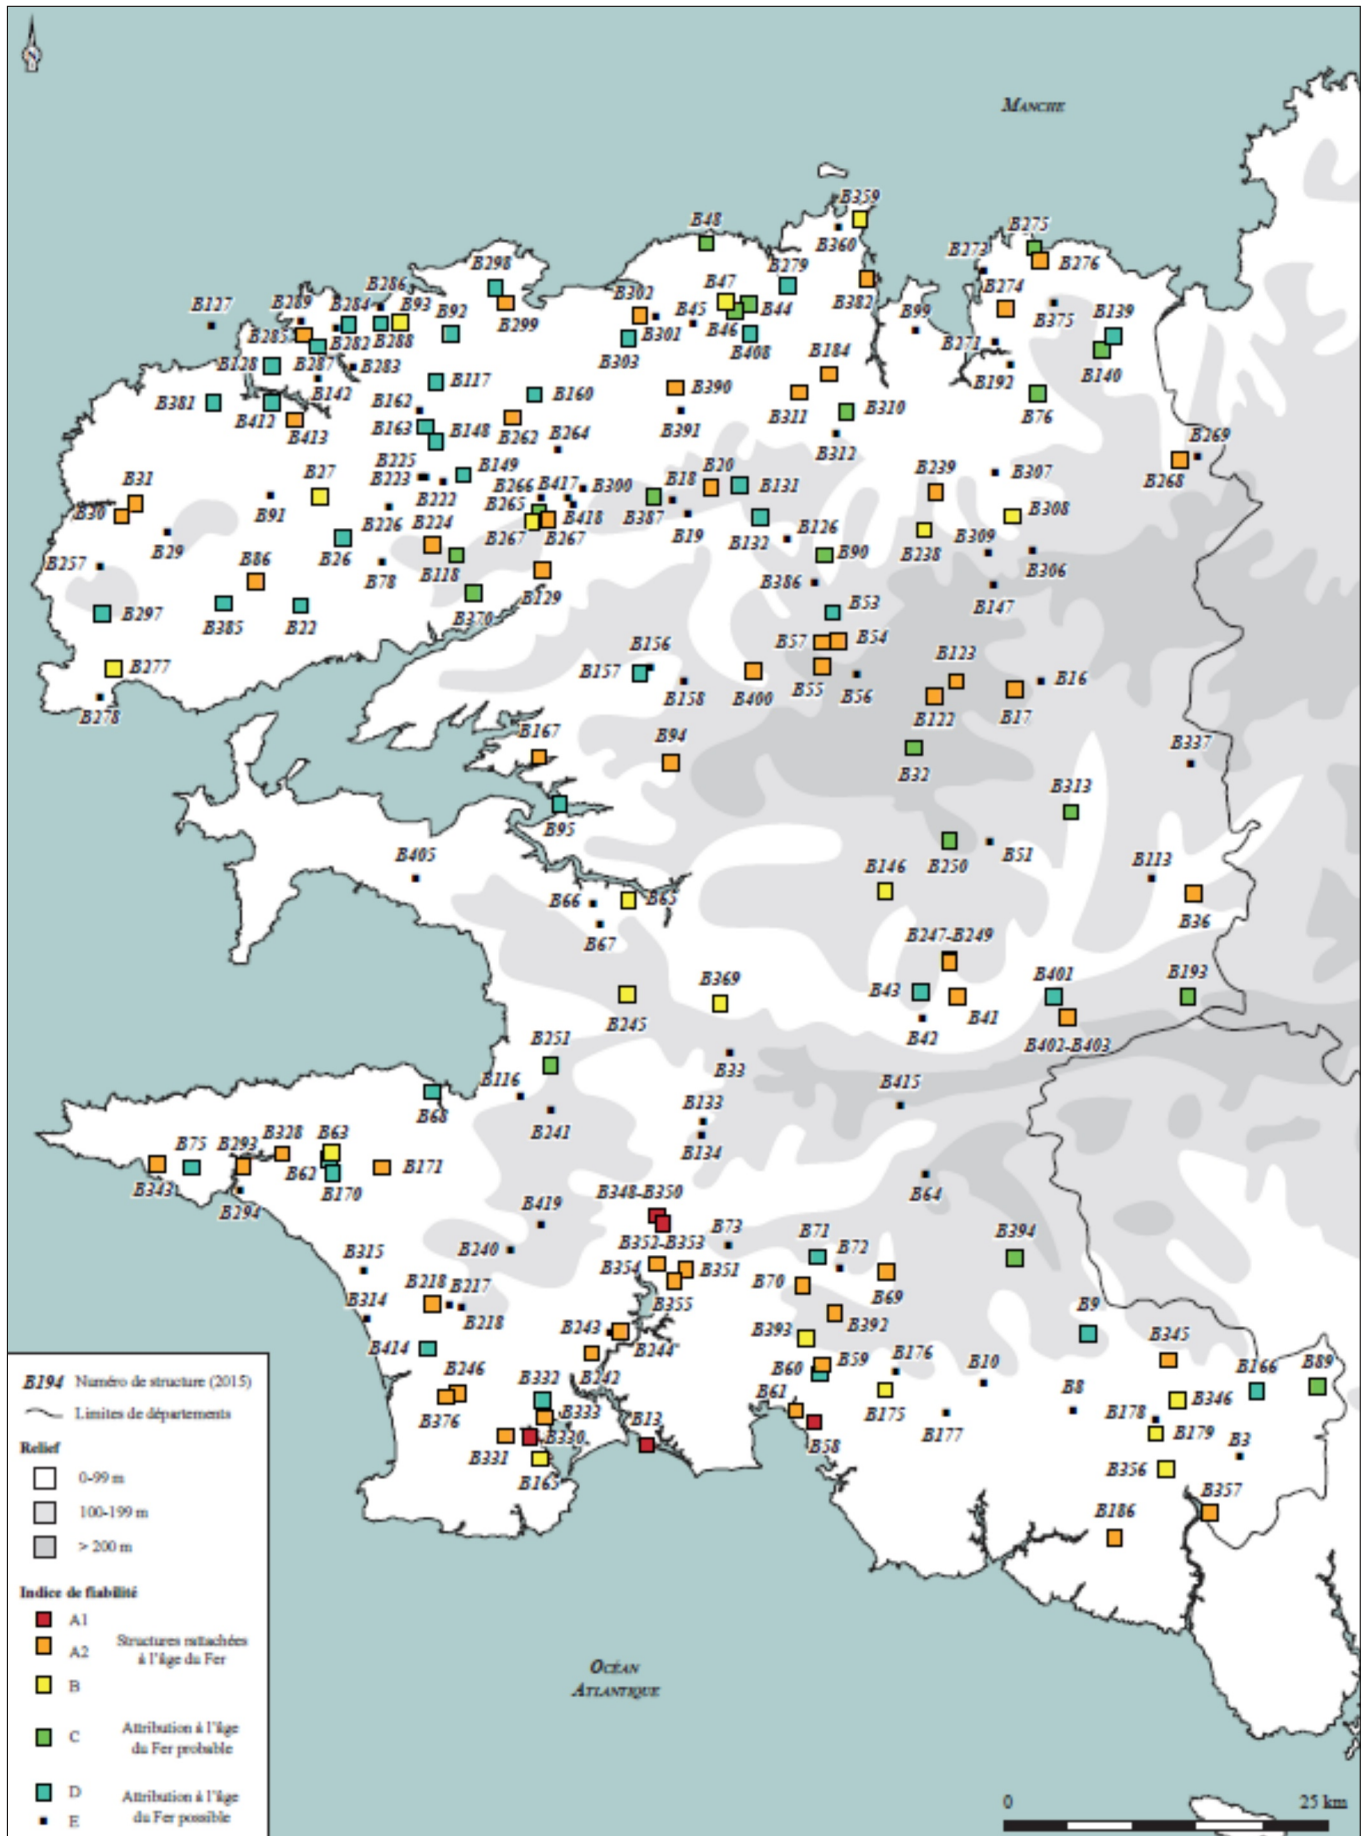 MANCHE
B359
B48
B360
B275
B273
B279
B276
B298
B286
B47
B274
B382
B127
B289
B284
B93
B92
B302
B45
B44
B299
B99
B375
B139
B285
B282
B288
B301
B46
B303
B408
B271
B128
B287
B283
B184
B192
B140
B142
B117
B390
B381
B160
B162
B311
B310
B76
B412
B163
B413
B148
B262
B264
B391
B312
B269
B225
B149
B27
B223
B266
B417
B300
B18
B20
B239
B307
B31
B222
B265
B131
B268
B30
B91
B226
B224
B418
B387
B308
B29
B26
B267
B267
B19
B132
B126
B238
B309
B257
B86
B78
B118
B90
B306
B129
B386
B147
B297
B385
B22
B370
B53
B156
B57
B54
B277
B157
B123
B16
B158
B400
B55
B56
B278
B122
B17
B167
B94
B337
B32
B313
B95
B405
B250
B51
B113
B146
B66
B65
B36
B67
B247-B249
B369
B43
B401
B193
B245
B41
B42
B402-B403
B251
B33
B116
B415
B68
B133
B241
B134
B75
B293
B328
B63
B62
B171
B343
B170
B64
B294
B348-B350
B419
B73
B71
B394
B240
B352-B353
B72
B315
B354
B351
B218
B217
B70
B69
B314
B355
B9
B218
B392
B243
B393
B414
B244
B345
B176
B10
B246
B332
B242
B60
B59
B8
B166
B89
B61
B346
B376
B333
B13
B175
B178
B179
B331
B330
B58
B177
B3
B165
B356
B357
B186
B194 Numéro de structure (2015)
Limites de départements
Relief
0-99 m
100-199 m
> 200 m
Indice de fiabilité
A1
A2
Structures rattachées
à l'âge du Fer
B
C
Attribution à l'âge
du Fer probable
D
E
Attribution à l'âge
du Fer possible
OCÉAN
ATLANTIQUE
0 25 km